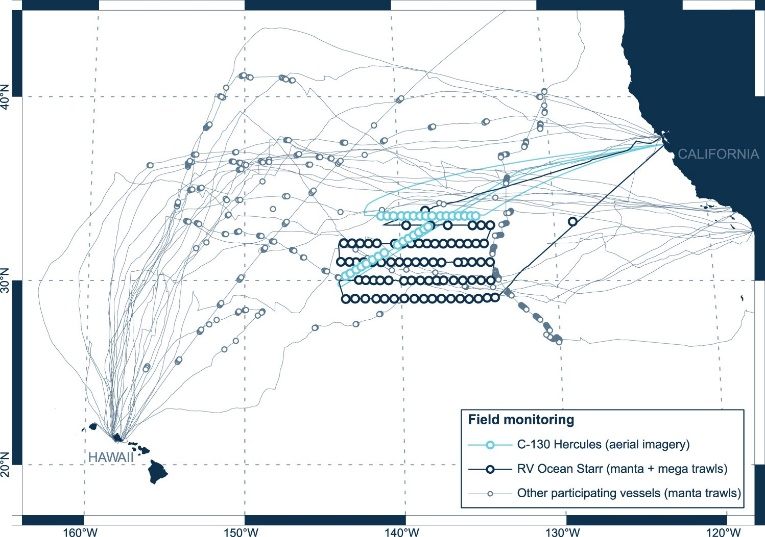 40°N
CALIFORNIA
30°N
Field monitoring
C-130 Hercules (aerial imagery)
HAWAII
RV Ocean Starr (manta + mega trawls)
20°N
Other participating vessels (manta trawls)
160°W 150°W 140°W 130°W 120°W